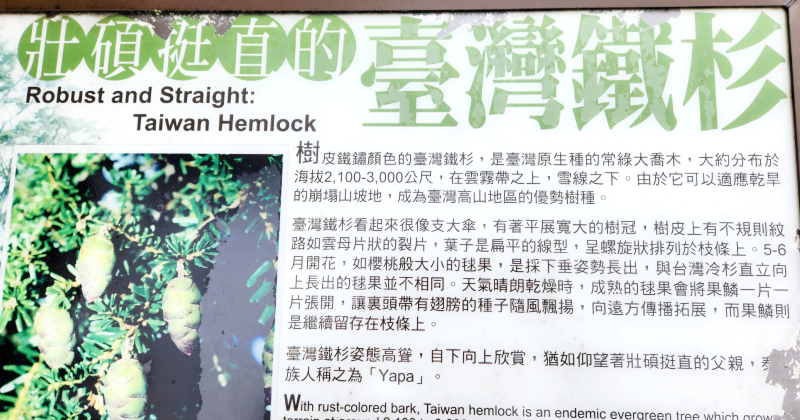 壯碩挺直的臺灣鐵杉
Robust and Straight:
Taiwan Hemlock
樹皮鐵鏽顏色的臺灣鐵杉，是臺灣原生種的常綠大喬木，大約分布於
海拔2,100-3,000公尺，在雲霧帶之上，雪線之下。由於它可以適應乾旱
的崩塌山坡地，成為臺灣高山地區的優勢樹種。
臺灣鐵杉看起來很像支大傘，有著平展寬大的樹冠，樹皮上有不規則紋
路如雲母片狀的裂片，葉子是扁平的線型，呈螺旋狀排列於枝條上。5-6
月開花，如櫻桃般大小的毬果，是採下垂姿勢長出，與台灣冷杉直立向
上長出的毬果並不相同。天氣晴朗乾燥時，成熟的毬果會將果鱗一片一
片張開，讓裏頭帶有翅膀的種子隨風飄揚，向遠方傳播拓展，而果鱗則
是繼續留存在枝條上。
臺灣鐵杉姿態高聳，自下向上欣賞，猶如仰望著壯碩挺直的父親，泰
族人稱之為「Yapa」。
With rust-colored bark, Taiwan hemlock is an endemic evergreen tree which grow